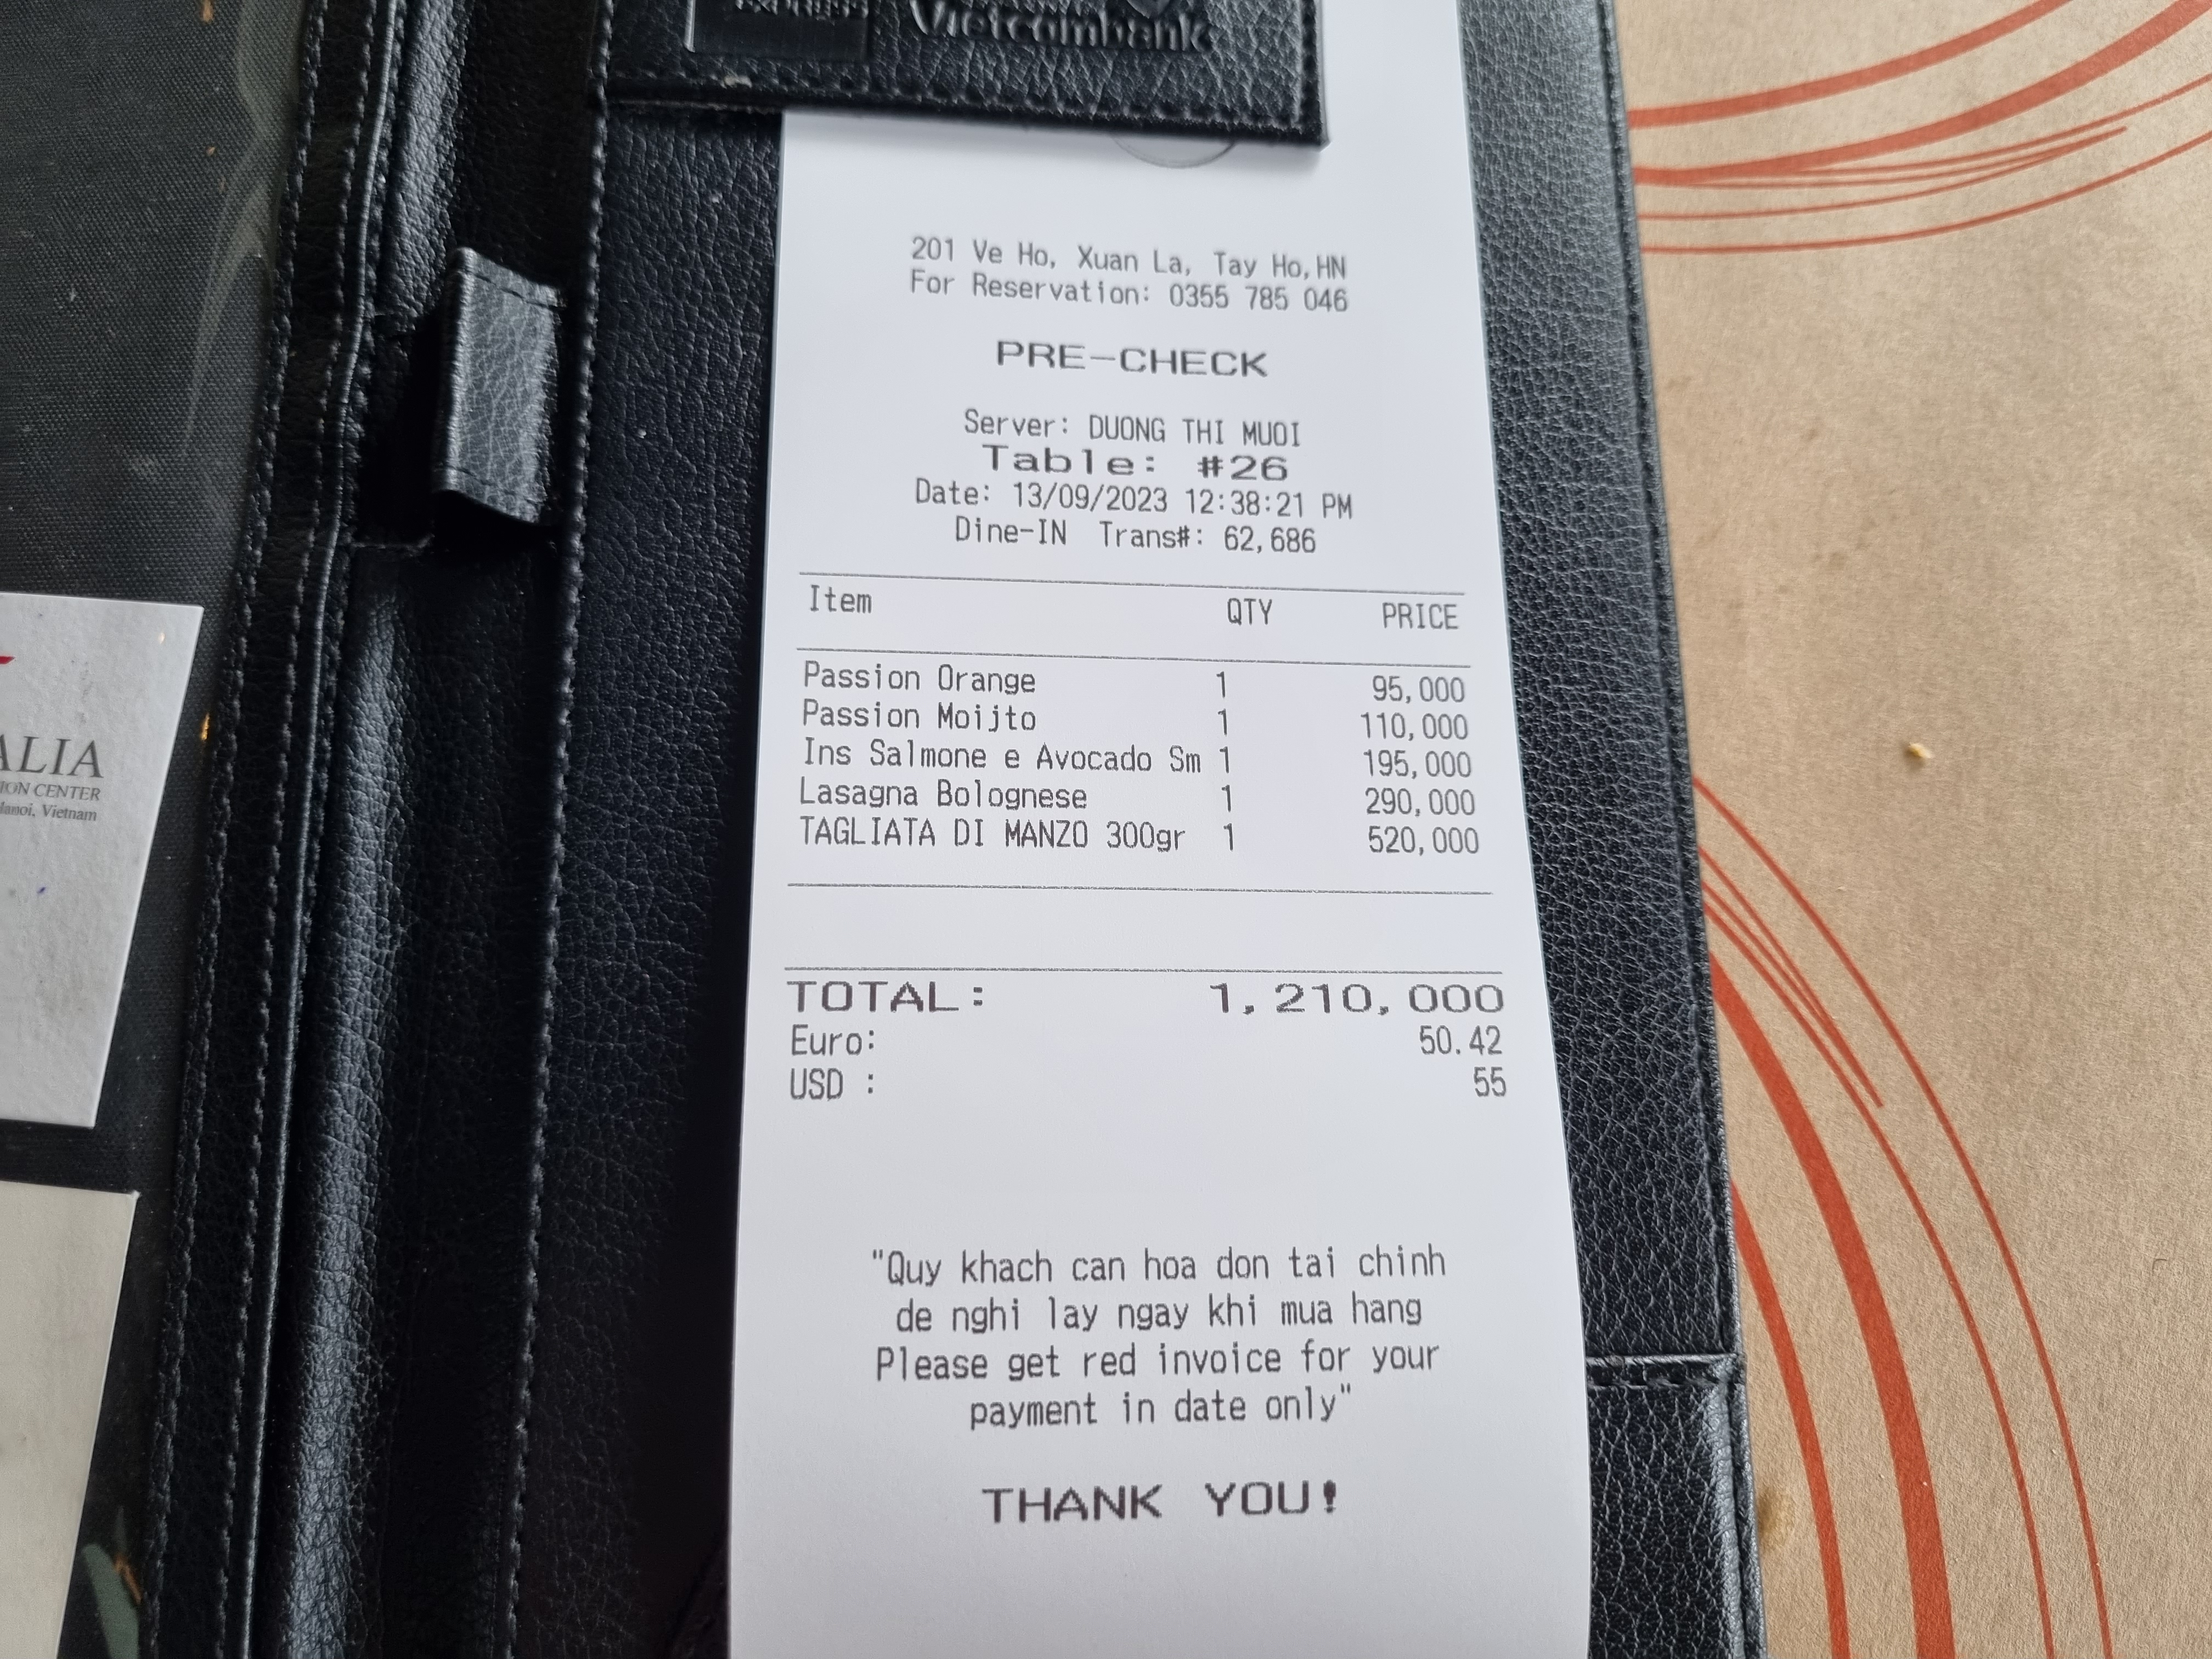 Vietcombank
201 Ve Ho, Xuan La, Tay Ho,HN
For Reservation: 0355 785 046
PRE-CHECK
Server: DUONG THI MUOI
Table: #26
Date: 13/09/2023 12:38:21 PM
Dine-IN Trans#: 62,686
Item QTY PRICE
Passion Orange 1 95,000
Passion Moijto 1 110,000
Ins Salmone e Avocado Sm 1 195,000
Lasagna Bolognese 1 290,000
TAGLIATA DI MANZO 300gr 1 520,000
TOTAL: 1,210,000
Euro: 50.42
USD : 55
"Quy khach can hoa don tai chinh
de nghi lay ngay khi mua hang
Please get red invoice for your
payment in date only"
THANK YOU!
ALIA
ION CENTER
Hanoi, Vietnam